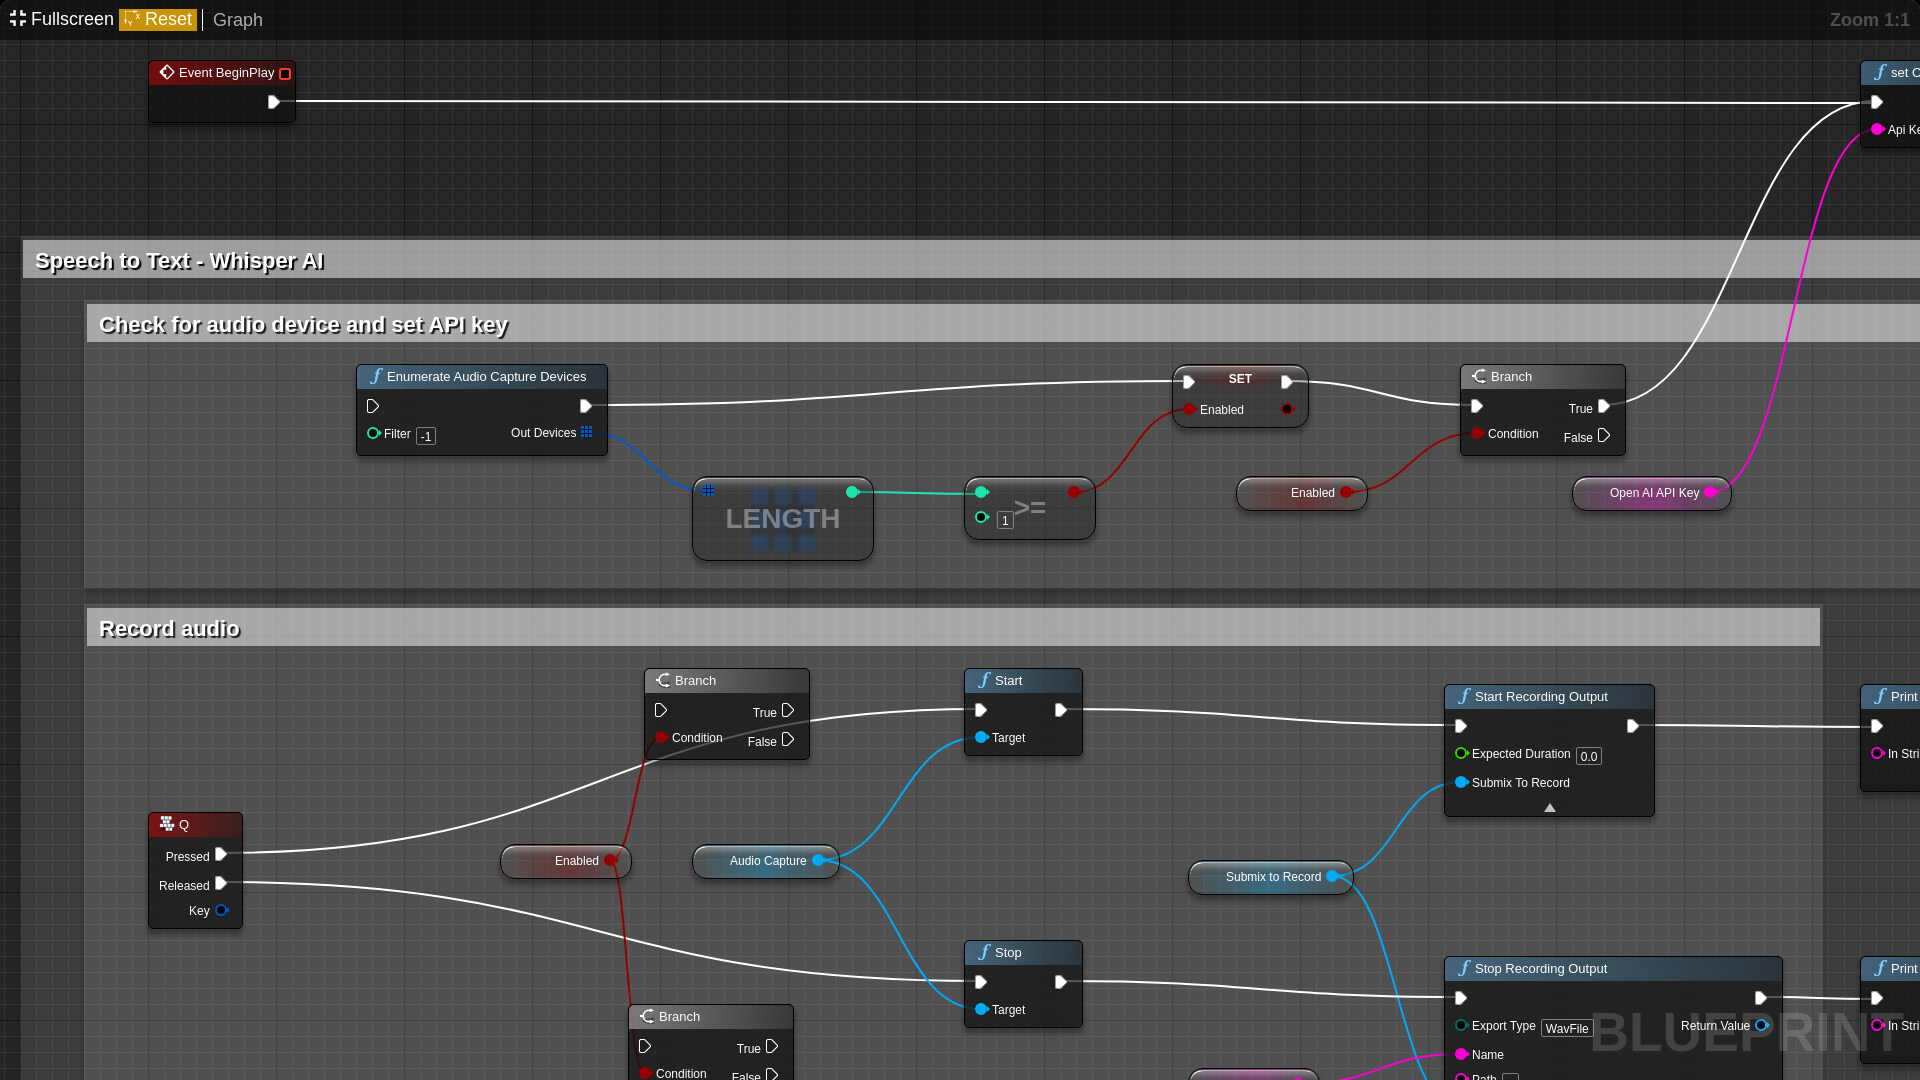 Fullscreen Reset Graph
Zoom 1:1
Event BeginPlay
set
Api
Speech to Text - Whisper AI
Check for audio device and set API key
Enumerate Audio Capture Devices
Filter -1
Out Devices
LENGTH
1 >=
SET
Enabled
Branch
True
Condition
False
Enabled
Open AI API Key
Record audio
Branch
True
Condition
False
Start
Target
Start Recording Output
Expected Duration 0.0
Submix To Record
Print
In
Q
Pressed
Released
Key
Enabled
Audio Capture
Submix to Record
Stop
Target
Stop Recording Output
Export Type WavFile
Return Value
Name
Path
Print
In
Branch
True
Condition
False
BLUEPRINT